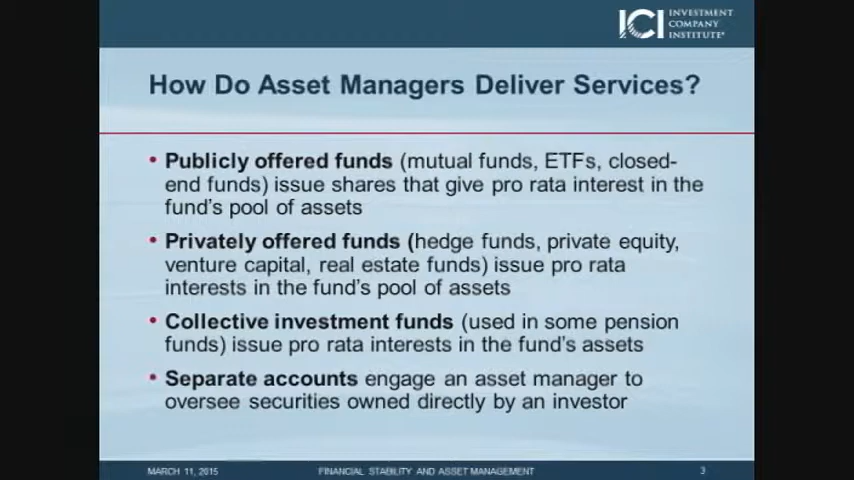 ICI INVESTMENT
COMPANY
INSTITUTE®
How Do Asset Managers Deliver Services?
• Publicly offered funds (mutual funds, ETFs, closed-
end funds) issue shares that give pro rata interest in the
fund's pool of assets
• Privately offered funds (hedge funds, private equity,
venture capital, real estate funds) issue pro rata
interests in the fund's pool of assets
• Collective investment funds (used in some pension
funds) issue pro rata interests in the fund's assets
• Separate accounts engage an asset manager to
oversee securities owned directly by an investor
MARCH 11, 2015 FINANCIAL STABILITY AND ASSET MANAGEMENT 3